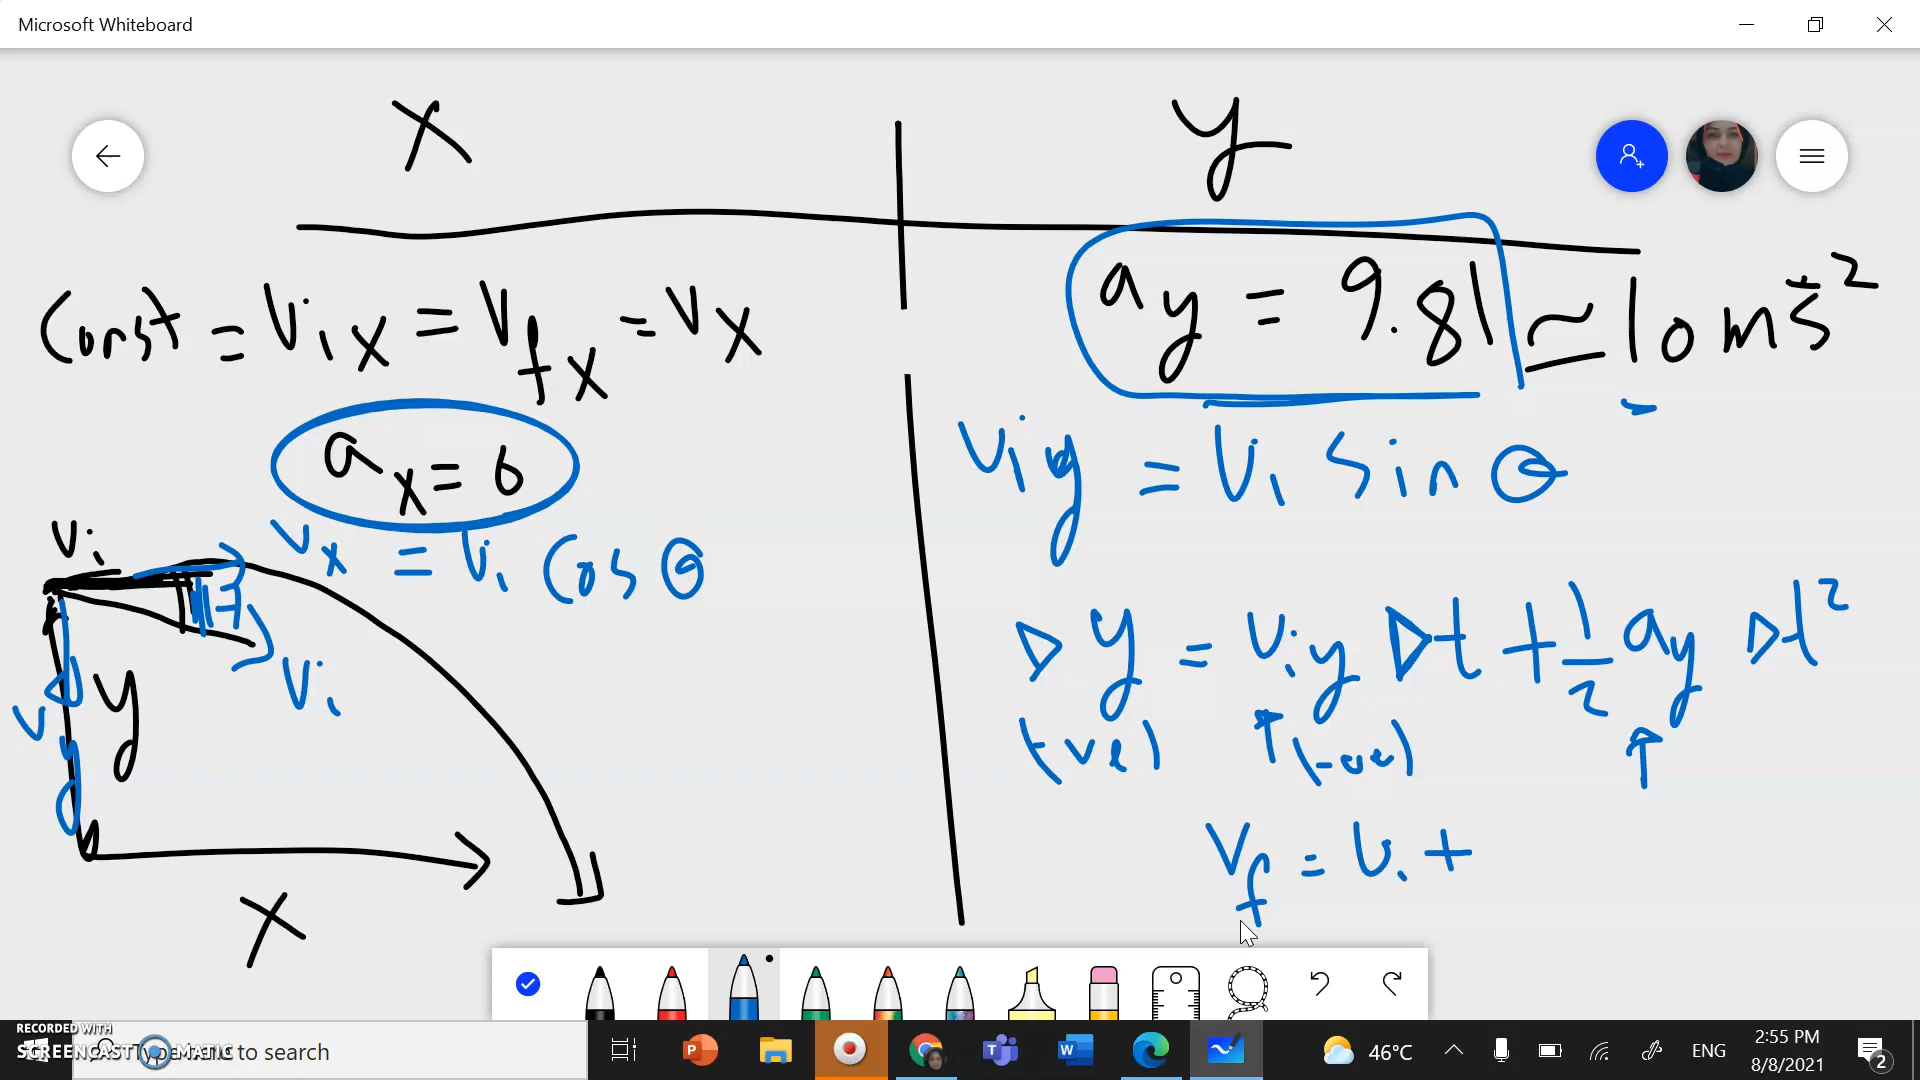 Microsoft Whiteboard
x
y
Const = Vix = Vfx = Vx
ay = 9.81 ≃ 10 ms-2
ax = 0
Viy = Vi Sin θ
Vi
Vx = Vi Cos θ
Δy = Viy Δt + 1/2 ay Δt²
Vi
y
Vy
(-ve)
(-ve)
Vf = Vi +
X
RECORDED WITH
SCREENCAST MATIC
to search
46°C
ENG
2:55 PM
8/8/2021
2